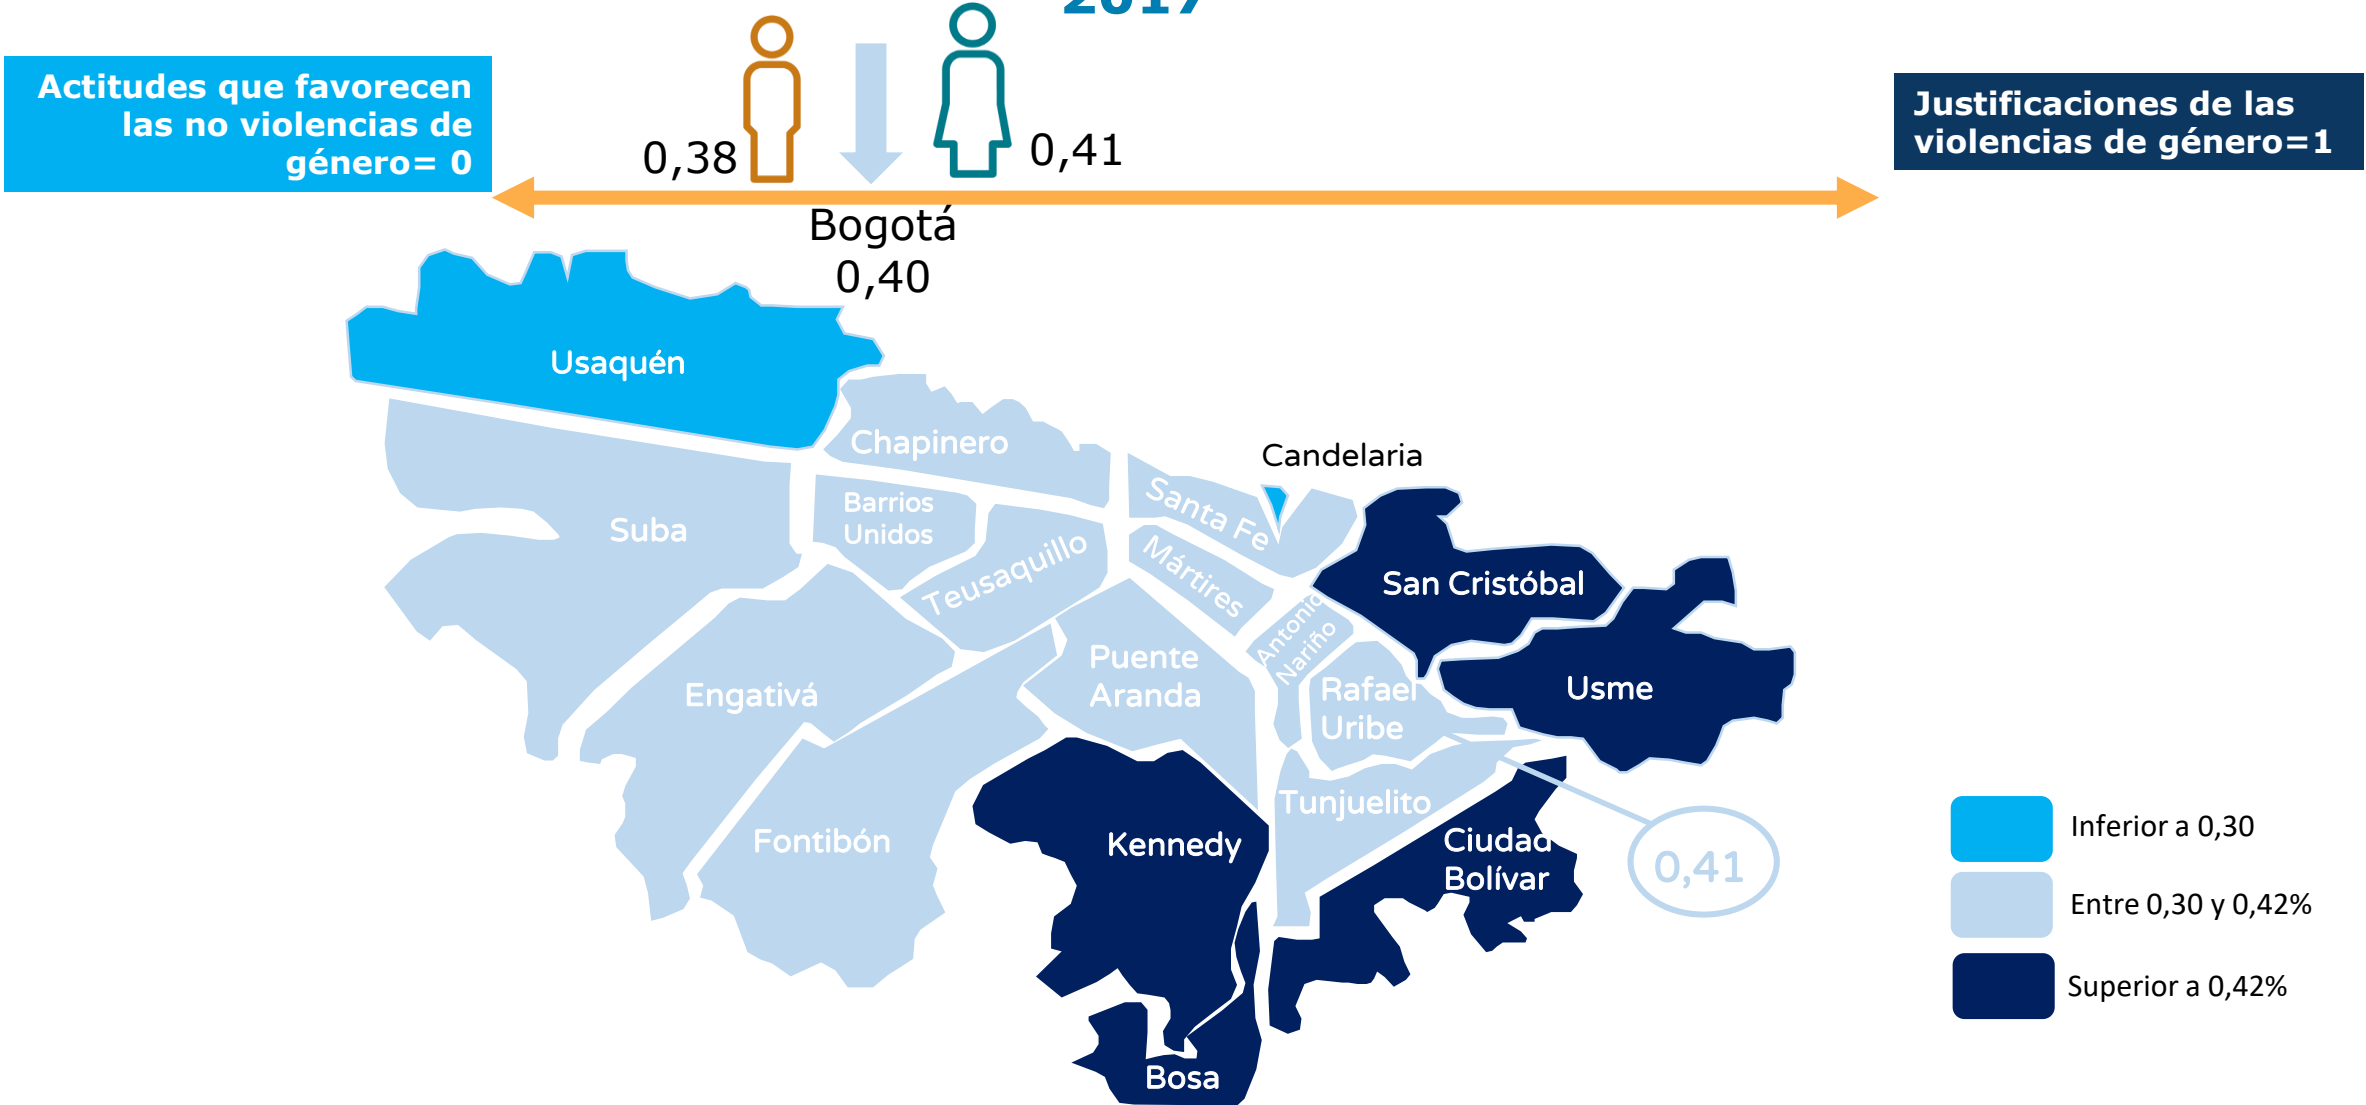 2017
Actitudes que favorecen
las no violencias de
género= 0
0,38
0,41
Justificaciones de las
violencias de género=1
Bogotá
0,40
Usaquén
Chapinero
Candelaria
Suba
Barrios
Unidos
Teusaquillo
Santa Fe
Mártires
San Cristóbal
Antonio
Nariño
Engativá
Puente
Aranda
Rafael
Uribe
Usme
Fontibón
Kennedy
Tunjuelito
Ciudad
Bolívar
0,41
Bosa
Inferior a 0,30
Entre 0,30 y 0,42%
Superior a 0,42%